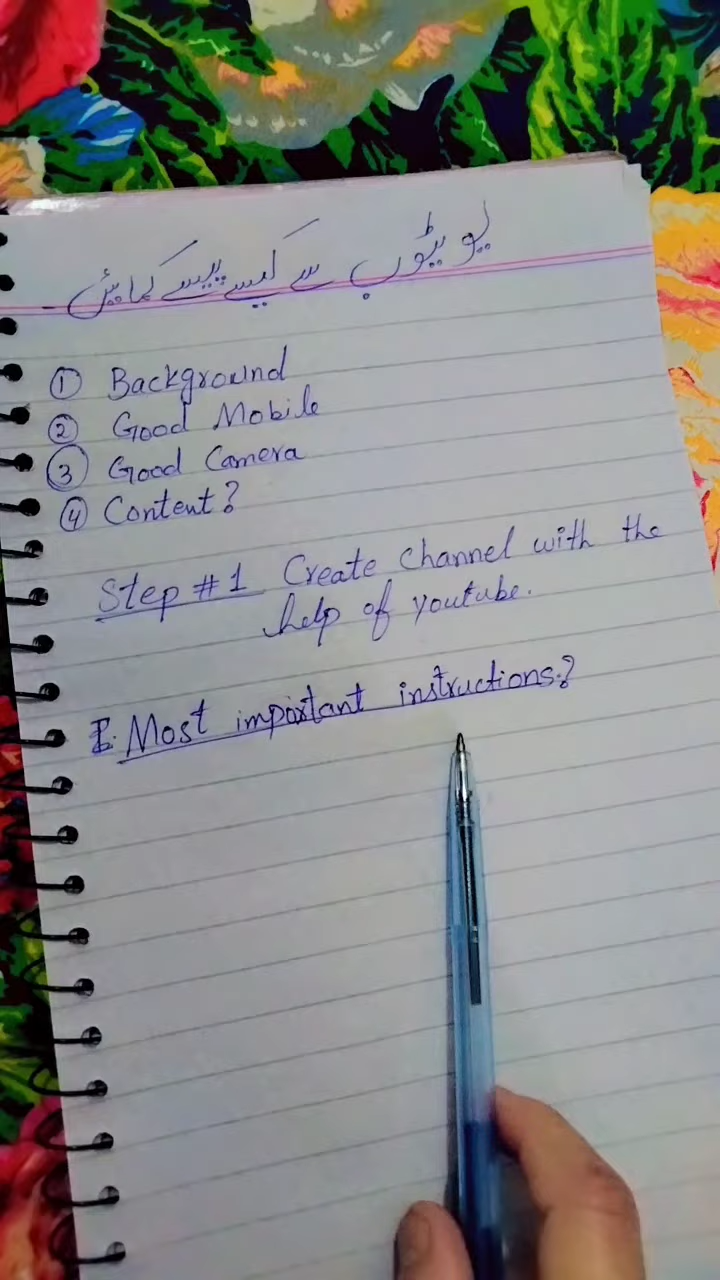 یوٹیوب سے کیسے پیسے کمائیں۔
① Background
② Good Mobile
③ Good Camera
④ Content?
Step #1 Create channel with the
help of youtube.
I. Most important instructions.?